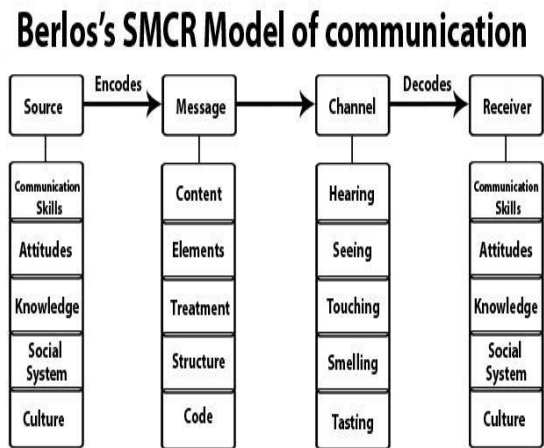 Berlos's SMCR Model of communication
Encodes
Decodes
Source
Message
Channel
Receiver
Communication
Skills
Attitudes
Knowledge
Social
System
Culture
Content
Elements
Treatment
Structure
Code
Hearing
Seeing
Touching
Smelling
Tasting
Communication
Skills
Attitudes
Knowledge
Social
System
Culture